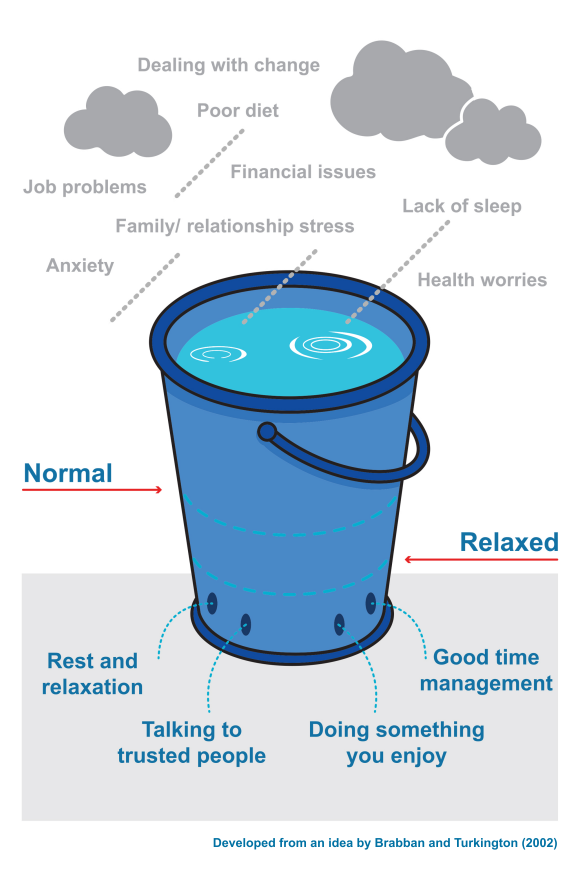 Dealing with change
Poor diet
Financial issues
Job problems
Lack of sleep
Family/ relationship stress
Anxiety
Health worries
Normal
Relaxed
Rest and
relaxation
Good time
management
Talking to
trusted people
Doing something
you enjoy
Developed from an idea by Brabban and Turkington (2002)